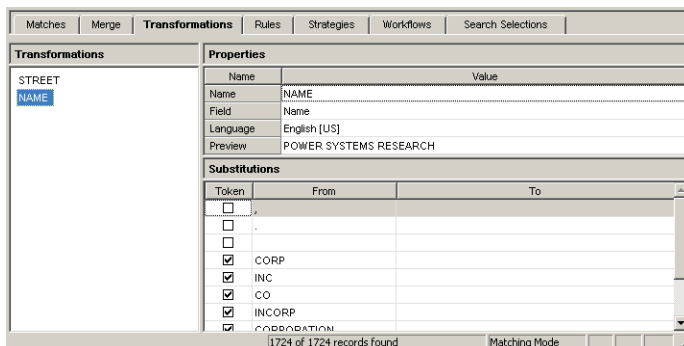 Matches Merge Transformations Rules Strategies Workflows Search Selections
Transformations
STREET
NAME
Properties
Name Value
Name NAME
Field Name
Language English [US]
Preview POWER SYSTEMS RESEARCH
Substitutions
Token From To
,
.
CORP
INC
CO
INCORP
CORPORATION
1724 of 1724 records found Matching Mode